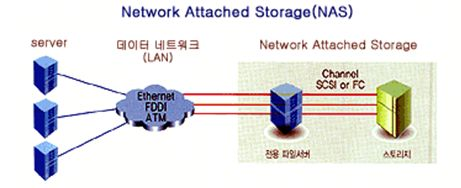 Network Attached Storage(NAS)
server
데이터 네트워크
(LAN)
Network Attached Storage
Ethernet
FDDI
ATM
Channel
SCSI or FC
전용 파일서버
스토리지